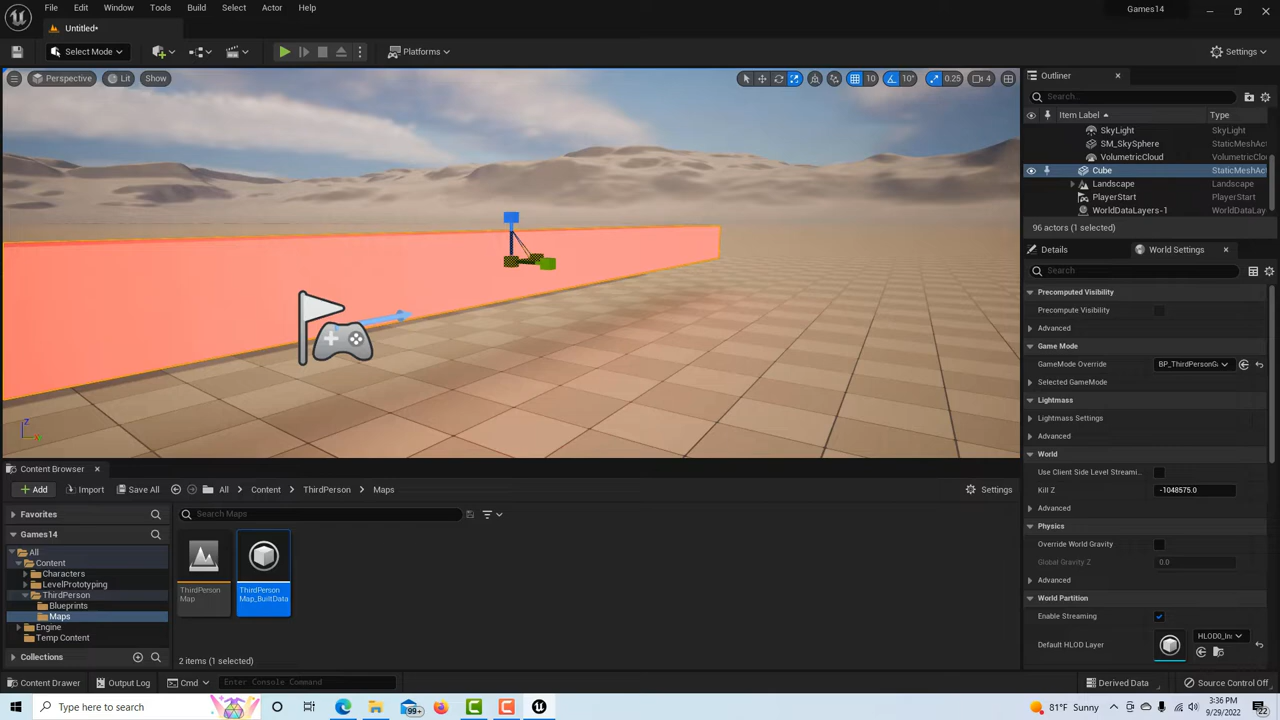 File Edit Window Tools Build Select Actor Help
Games14
Untitled*
Select Mode
Platforms
Settings
Perspective Lit Show
10 10° 0.25 4
Outliner
Search...
Item Label Type
SkyLight SkyLight
SM_SkySphere StaticMeshAc
VolumetricCloud VolumetricCl
Cube StaticMeshAc
Landscape Landscape
PlayerStart PlayerStart
WorldDataLayers-1 WorldDataLay
96 actors (1 selected)
Details World Settings
Search
Precomputed Visibility
Precompute Visibility
Advanced
Game Mode
GameMode Override BP_ThirdPersonG
Selected GameMode
Lightmass
Lightmass Settings
Advanced
World
Use Client Side Level Streami...
Kill Z -1048575.0
Advanced
Physics
Override World Gravity
Global Gravity Z 0.0
Advanced
World Partition
Enable Streaming
Default HLOD Layer HLOD0_In
Z
X
Content Browser
Add Import Save All All Content ThirdPerson Maps Settings
Favorites
Search Maps
Games14
All
Content
Characters
LevelPrototyping
ThirdPerson
Blueprints
Maps
Engine
Temp Content
Collections
ThirdPerson
Map
ThirdPerson
Map_BuiltData
2 items (1 selected)
Content Drawer Output Log Cmd Enter Console Command
Derived Data Source Control Off
Type here to search
99+
81°F Sunny
3:36 PM
9/29/2022
22